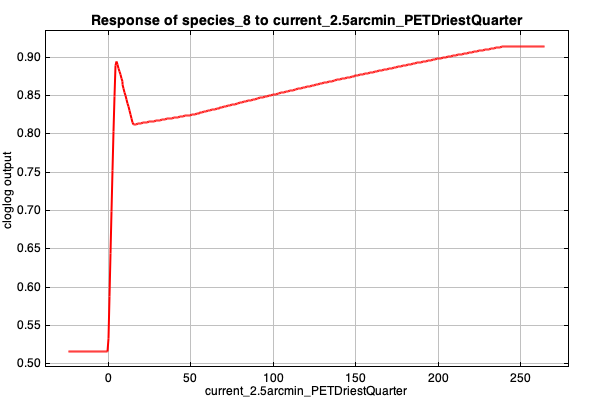 Response of species_8 to current_2.5arcmin_PETDriestQuarter
cloglog output
0.90
0.85
0.80
0.75
0.70
0.65
0.60
0.55
0.50
0 50 100 150 200 250
current_2.5arcmin_PETDriestQuarter